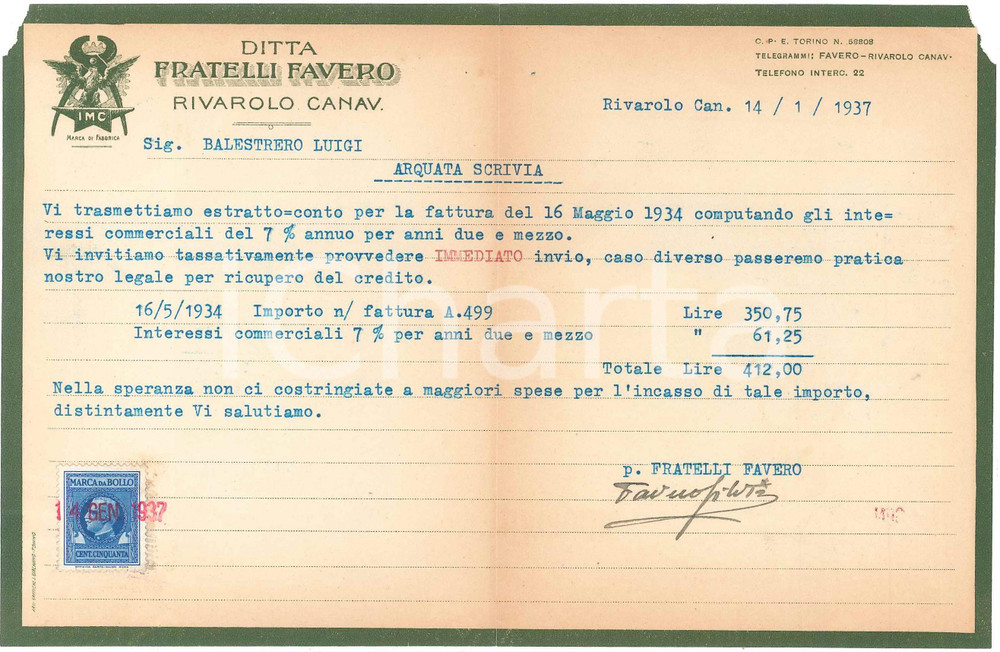 DITTA
FRATELLI FAVERO
RIVAROLO CANAV.
IMC
MARCA DI FABBRICA
C.P.E. TORINO N. 58808
TELEGRAMMI: FAVERO-RIVAROLO CANAV.
TELEFONO INTERC. 22
Rivarolo Can. 14 / 1 / 1937
Sig. BALESTRERO LUIGI
ARQUATA SCRIVIA
Vi trasmettiamo estratto=conto per la fattura del 16 Maggio 1934 computando gli inte=
ressi commerciali del 7 % annuo per anni due e mezzo.
Vi invitiamo tassativamente provvedere IMMEDIATO invio, caso diverso passeremo pratica
nostro legale per ricupero del credito.
16/5/1934 Importo n/ fattura A.499 Lire 350,75
Interessi commerciali 7 % per anni due e mezzo " 61,25
Totale Lire 412,00
Nella speranza non ci costringiate a maggiori spese per l'incasso di tale importo,
distintamente Vi salutiamo.
p. FRATELLI FAVERO
MARCA DA BOLLO
14 GEN 1937
CENT. CINQUANTA
iCharta